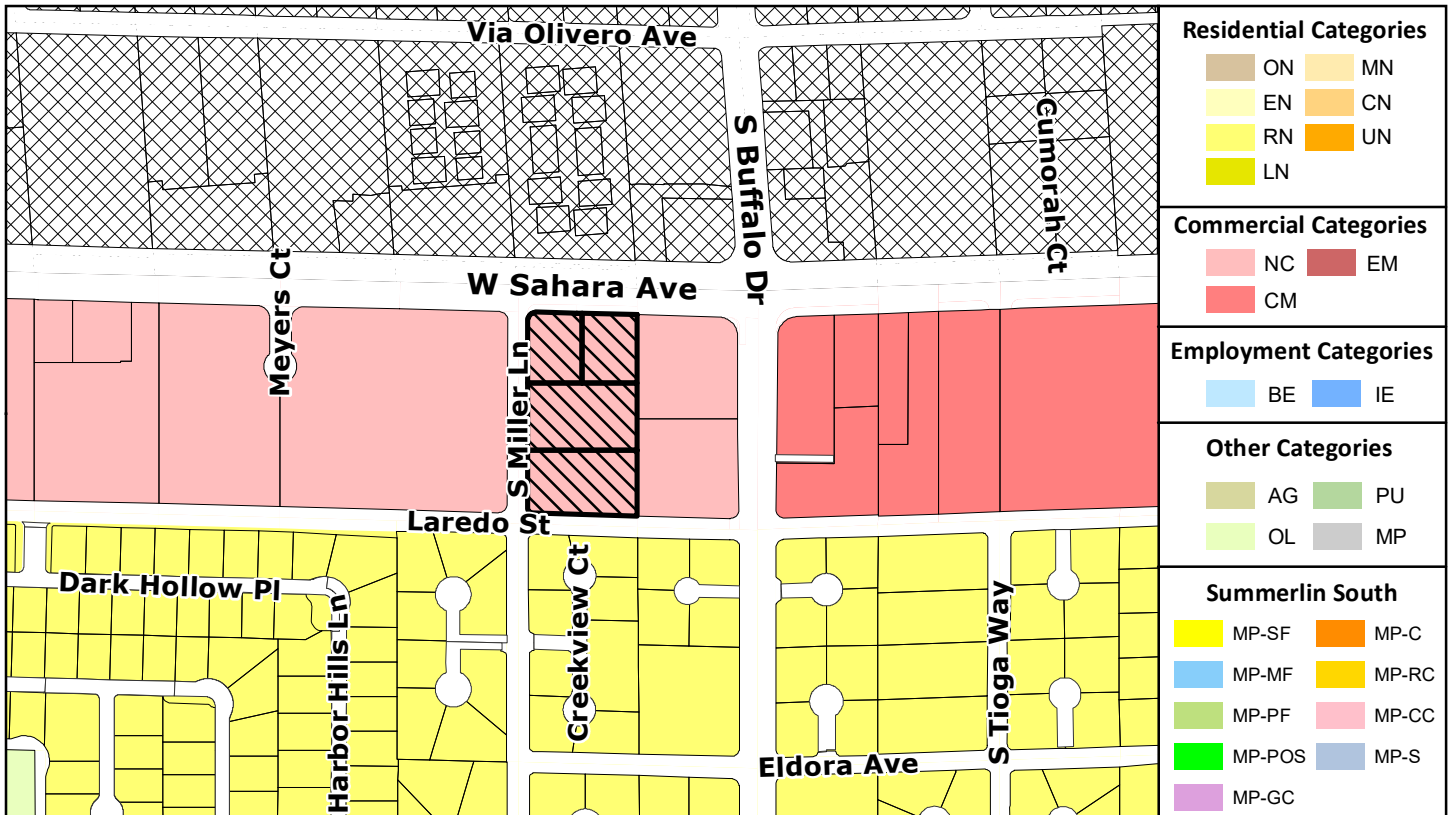 Via Olivero Ave
S Buffalo Dr
Cumorah Ct
W Sahara Ave
Meyers Ct
S Miller Ln
Laredo St
Dark Hollow Pl
Harbor Hills Ln
Creekview Ct
S Tioga Way
Eldora Ave
Residential Categories
ON MN
EN CN
RN UN
LN
Commercial Categories
NC EM
CM
Employment Categories
BE IE
Other Categories
AG PU
OL MP
Summerlin South
MP-SF MP-C
MP-MF MP-RC
MP-PF MP-CC
MP-POS MP-S
MP-GC